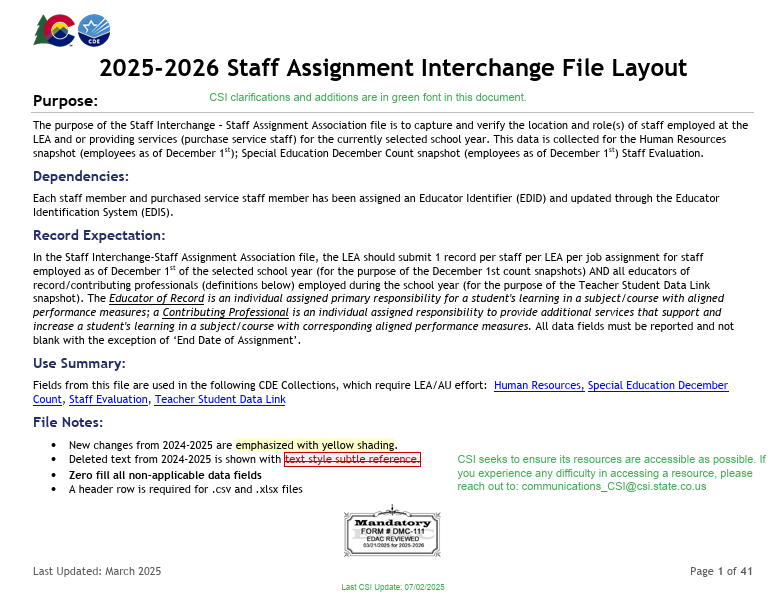 CDE
2025-2026 Staff Assignment Interchange File Layout
Purpose:
CSI clarifications and additions are in green font in this document.
The purpose of the Staff Interchange – Staff Assignment Association file is to capture and verify the location and role(s) of staff employed at the
LEA and or providing services (purchase service staff) for the currently selected school year. This data is collected for the Human Resources
snapshot (employees as of December 1st); Special Education December Count snapshot (employees as of December 1st) Staff Evaluation.
Dependencies:
Each staff member and purchased service staff member has been assigned an Educator Identifier (EDID) and updated through the Educator
Identification System (EDIS).
Record Expectation:
In the Staff Interchange-Staff Assignment Association file, the LEA should submit 1 record per staff per LEA per job assignment for staff
employed as of December 1st of the selected school year (for the purpose of the December 1st count snapshots) AND all educators of
record/contributing professionals (definitions below) employed during the school year (for the purpose of the Teacher Student Data Link
snapshot). The Educator of Record is an individual assigned primary responsibility for a student's learning in a subject/course with aligned
performance measures; a Contributing Professional is an individual assigned responsibility to provide additional services that support and
increase a student's learning in a subject/course with corresponding aligned performance measures. All data fields must be reported and not
blank with the exception of ‘End Date of Assignment’.
Use Summary:
Fields from this file are used in the following CDE Collections, which require LEA/AU effort: Human Resources, Special Education December
Count, Staff Evaluation, Teacher Student Data Link
File Notes:
• New changes from 2024-2025 are emphasized with yellow shading.
• Deleted text from 2024-2025 is shown with text style subtle reference.
• Zero fill all non-applicable data fields
• A header row is required for .csv and .xlsx files
CSI seeks to ensure its resources are accessible as possible. If
you experience any difficulty in accessing a resource, please
reach out to: communications_CSI@csi.state.co.us
Mandatory
FORM # DMC-111
EDAC REVIEWED
03/21/2025 for 2025-2026
Last Updated: March 2025
Page 1 of 41
Last CSI Update: 07/02/2025